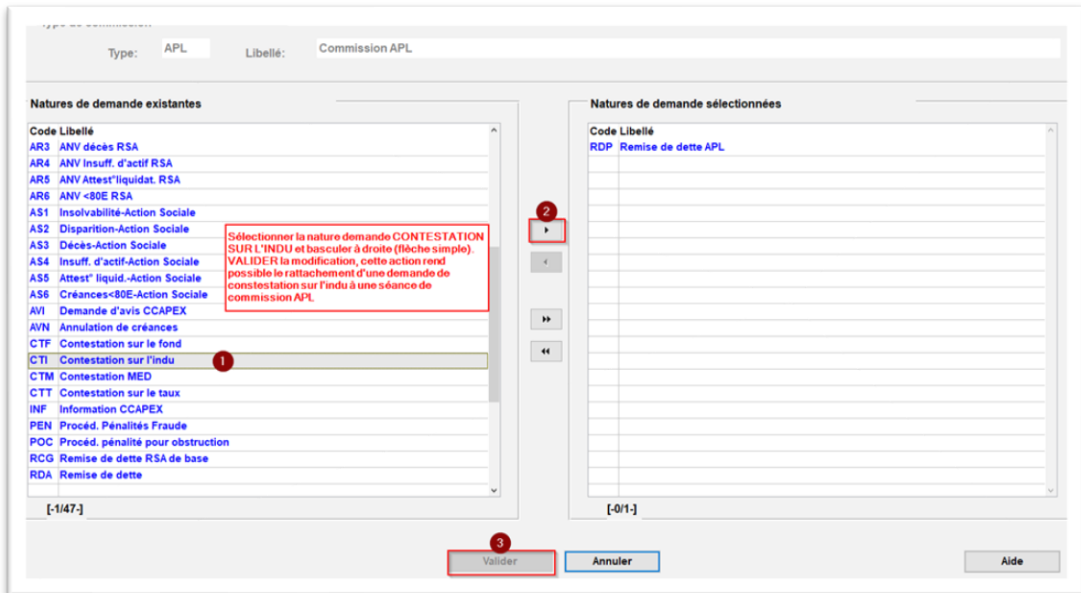 Type de commission
Type: APL Libellé: Commission APL
Natures de demande existantes
Code Libellé
AR3 ANV décès RSA
AR4 ANV Insuff. d'actif RSA
AR5 ANV Attest°liquidat. RSA
AR6 ANV <80E RSA
AS1 Insolvabilité-Action Sociale
AS2 Disparition-Action Sociale
AS3 Décès-Action Sociale
AS4 Insuff. d'actif-Action Sociale
AS5 Attest° liquid.-Action Sociale
AS6 Créances<80E-Action Sociale
AVI Demande d'avis CCAPEX
AVN Annulation de créances
CTF Contestation sur le fond
CTI Contestation sur l'indu 1
CTM Contestation MED
CTT Contestation sur le taux
INF Information CCAPEX
PEN Procéd. Pénalités Fraude
POC Procéd. pénalité pour obstruction
RCG Remise de dette RSA de base
RDA Remise de dette
[-1/47-]
Sélectionner la nature demande CONTESTATION
SUR L'INDU et basculer à droite (flèche simple).
VALIDER la modification, cette action rend
possible le rattachement d'une demande de
constestation sur l'indu à une séance de
commission APL
2
Natures de demande sélectionnées
Code Libellé
RDP Remise de dette APL
[-0/1-]
3
Valider Annuler Aide